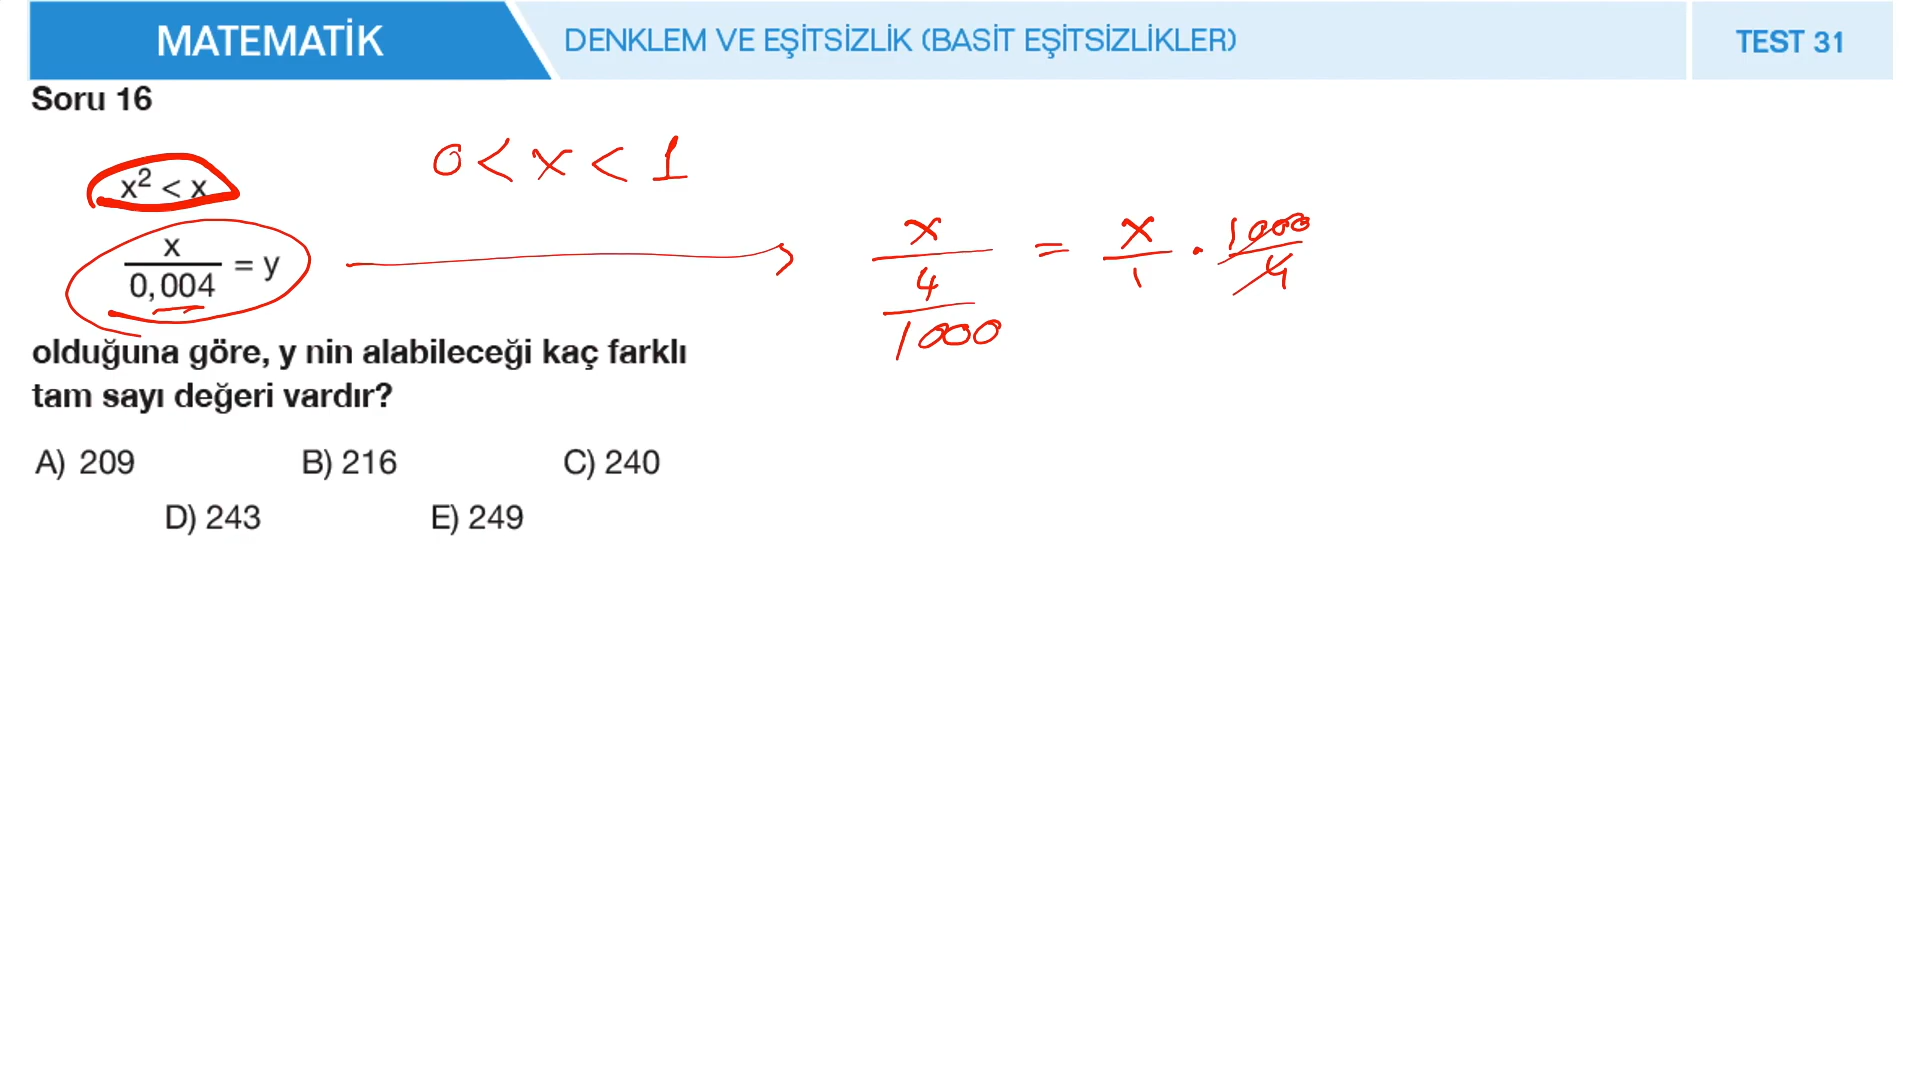 MATEMATİK DENKLEM VE EŞİTSİZLİK (BASİT EŞİTSİZLİKLER) TEST 31
Soru 16
0 < x < 1
x² < x
x / 0,004 = y
x / (4 / 1000) = x / 1 · 1000 / 4
olduğuna göre, y nin alabileceği kaç farklı
tam sayı değeri vardır?
A) 209 B) 216 C) 240
D) 243 E) 249